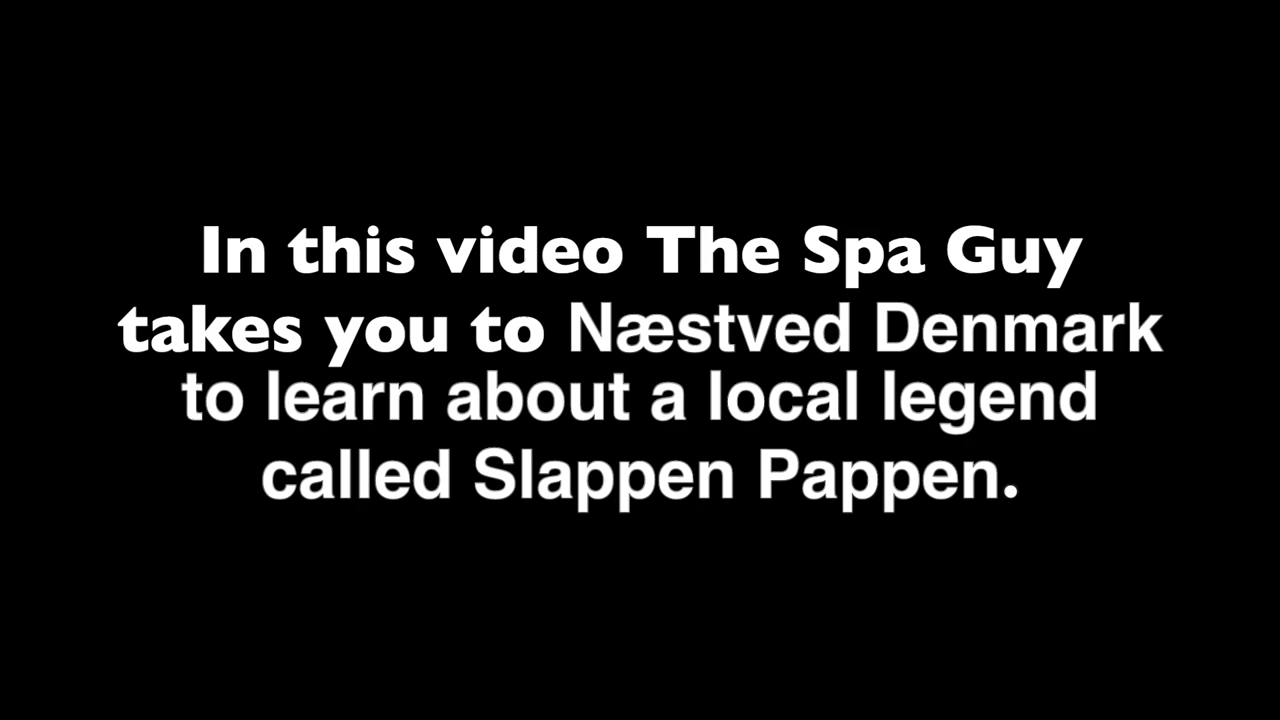 In this video The Spa Guy
takes you to Næstved Denmark
to learn about a local legend
called Slappen Pappen.